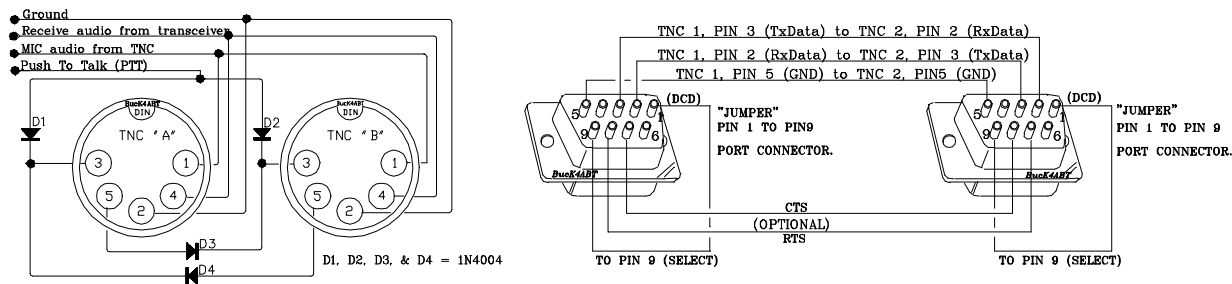 Ground
Receive audio from transceiver
MIC audio from TNC
Push To Talk (PTT)
D1
BucK4ABT
DIN
TNC "A"
3
1
5
4
2
D2
BucK4ABT
DIN
TNC "B"
3
1
5
4
2
D3
D4
D1, D2, D3, & D4 = 1N4004
TNC 1, PIN 3 (TxData) to TNC 2, PIN 2 (RxData)
TNC 1, PIN 2 (RxData) to TNC 2, PIN 3 (TxData)
TNC 1, PIN 5 (GND) to TNC 2, PIN5 (GND)
(DCD)
5
1
9
6
"JUMPER"
PIN 1 TO PIN9
PORT CONNECTOR.
BucK4ABT
(DCD)
5
1
9
6
"JUMPER"
PIN 1 TO PIN 9
PORT CONNECTOR.
BucK4ABT
CTS
(OPTIONAL)
RTS
TO PIN 9 (SELECT)
TO PIN 9 (SELECT)